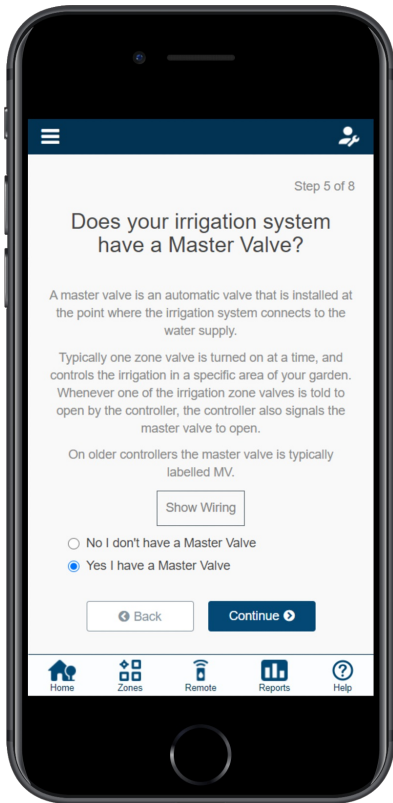 Step 5 of 8
Does your irrigation system
have a Master Valve?
A master valve is an automatic valve that is installed at
the point where the irrigation system connects to the
water supply.
Typically one zone valve is turned on at a time, and
controls the irrigation in a specific area of your garden.
Whenever one of the irrigation zone valves is told to
open by the controller, the controller also signals the
master valve to open.
On older controllers the master valve is typically
labelled MV.
Show Wiring
No I don't have a Master Valve
Yes I have a Master Valve
Back
Continue
Home
Zones
Remote
Reports
Help